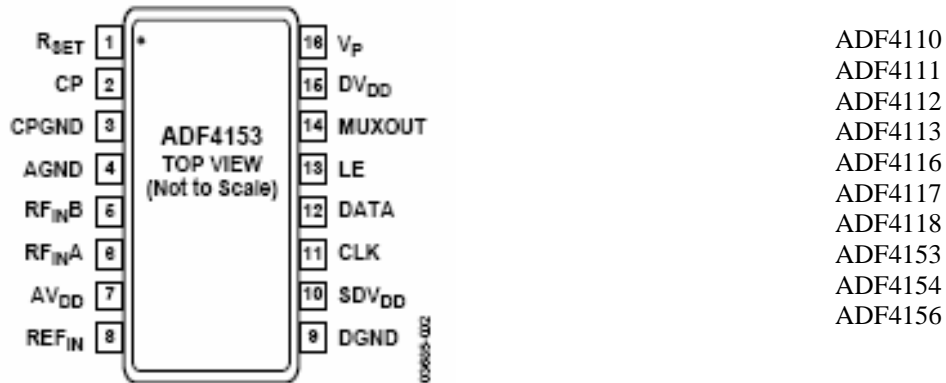 RSET 1 16 VP
CP 2 15 DVDD
CPGND 3 14 MUXOUT
ADF4153
AGND 4 TOP VIEW 13 LE
(Not to Scale)
RFINB 5 12 DATA
RFINA 6 11 CLK
AVDD 7 10 SDVDD
REFIN 8 9 DGND
03685-002
ADF4110
ADF4111
ADF4112
ADF4113
ADF4116
ADF4117
ADF4118
ADF4153
ADF4154
ADF4156